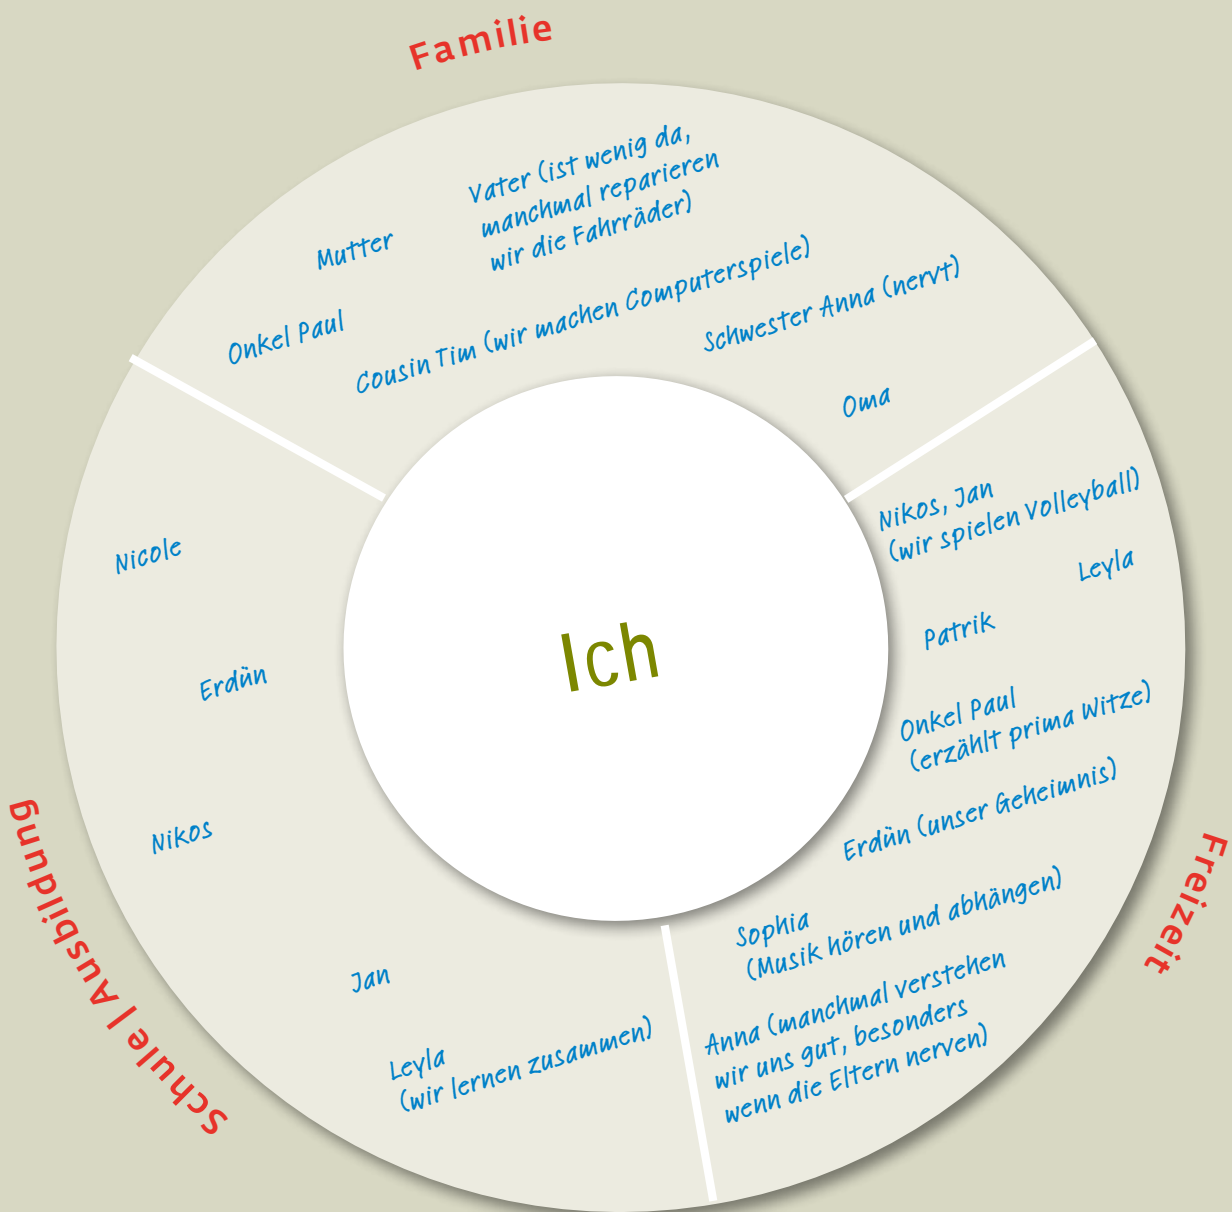 Familie
Vater (ist wenig da,
manchmal reparieren
wir die Fahrräder)
Mutter
Onkel Paul
Cousin Tim (wir machen Computerspiele)
Schwester Anna (nervt)
Oma
Nikos, Jan
(wir spielen Volleyball)
Leyla
Patrik
Onkel Paul
(erzählt prima Witze)
Erdün (unser Geheimnis)
Sophia
(Musik hören und abhängen)
Anna (manchmal verstehen
wir uns gut, besonders
wenn die Eltern nerven)
Freizeit
Ich
Nicole
Erdün
Nikos
Jan
Leyla
(wir lernen zusammen)
Schule | Ausbildung